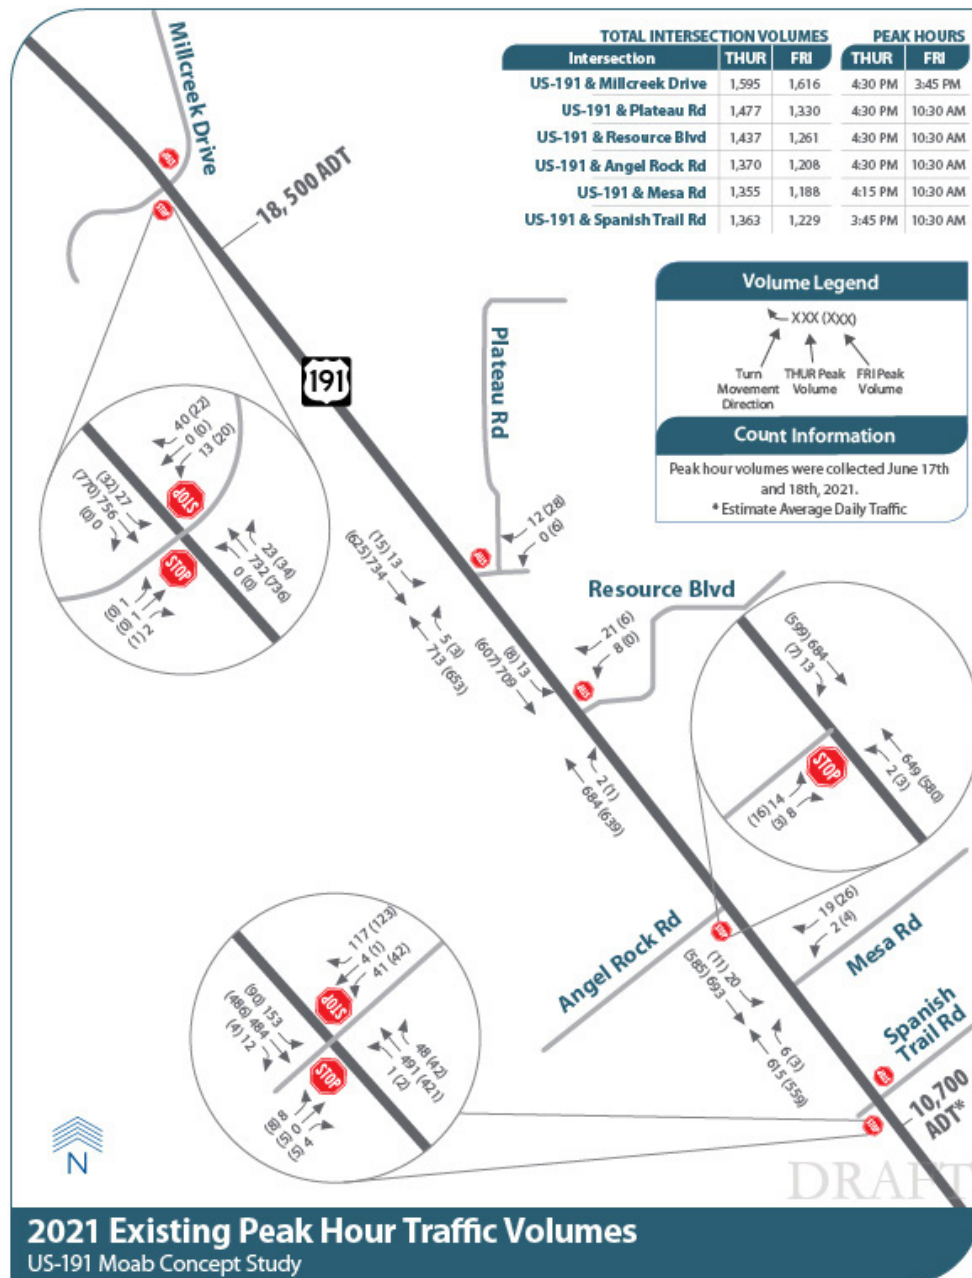 TOTAL INTERSECTION VOLUMES PEAK HOURS
Intersection THUR FRI THUR FRI
US-191 & Millcreek Drive 1,595 1,616 4:30 PM 3:45 PM
US-191 & Plateau Rd 1,477 1,330 4:30 PM 10:30 AM
US-191 & Resource Blvd 1,437 1,261 4:30 PM 10:30 AM
US-191 & Angel Rock Rd 1,370 1,208 4:30 PM 10:30 AM
US-191 & Mesa Rd 1,355 1,188 4:15 PM 10:30 AM
US-191 & Spanish Trail Rd 1,363 1,229 3:45 PM 10:30 AM
Millcreek Drive
STOP
STOP
18,500 ADT
Volume Legend
XXX (XXX)
Turn Movement Direction
THUR Peak Volume
FRI Peak Volume
Count Information
Peak hour volumes were collected June 17th
and 18th, 2021.
* Estimate Average Daily Traffic
191
Plateau Rd
40 (22)
0 (0)
13 (20)
(32) 27
(770) 756
(0) 0
STOP
STOP
23 (34)
732 (736)
0 (0)
(0) 1
(0) 1
(1) 2
12 (28)
0 (6)
STOP
(15) 13
(625) 734
5 (3)
713 (653)
Resource Blvd
21 (6)
8 (0)
STOP
(8) 13
(607) 709
2 (1)
684 (639)
(599) 684
(7) 13
STOP
649 (580)
2 (3)
(16) 14
(3) 8
Angel Rock Rd
STOP
19 (26)
2 (4)
Mesa Rd
(11) 20
(585) 693
6 (3)
615 (559)
Spanish
Trail Rd
STOP
STOP
10,700
ADT*
117 (123)
4 (1)
41 (42)
(90) 153
(486) 484
(4) 12
STOP
STOP
48 (42)
491 (421)
1 (2)
(8) 8
(5) 0
(5) 4
N
DRAFT
2021 Existing Peak Hour Traffic Volumes
US-191 Moab Concept Study